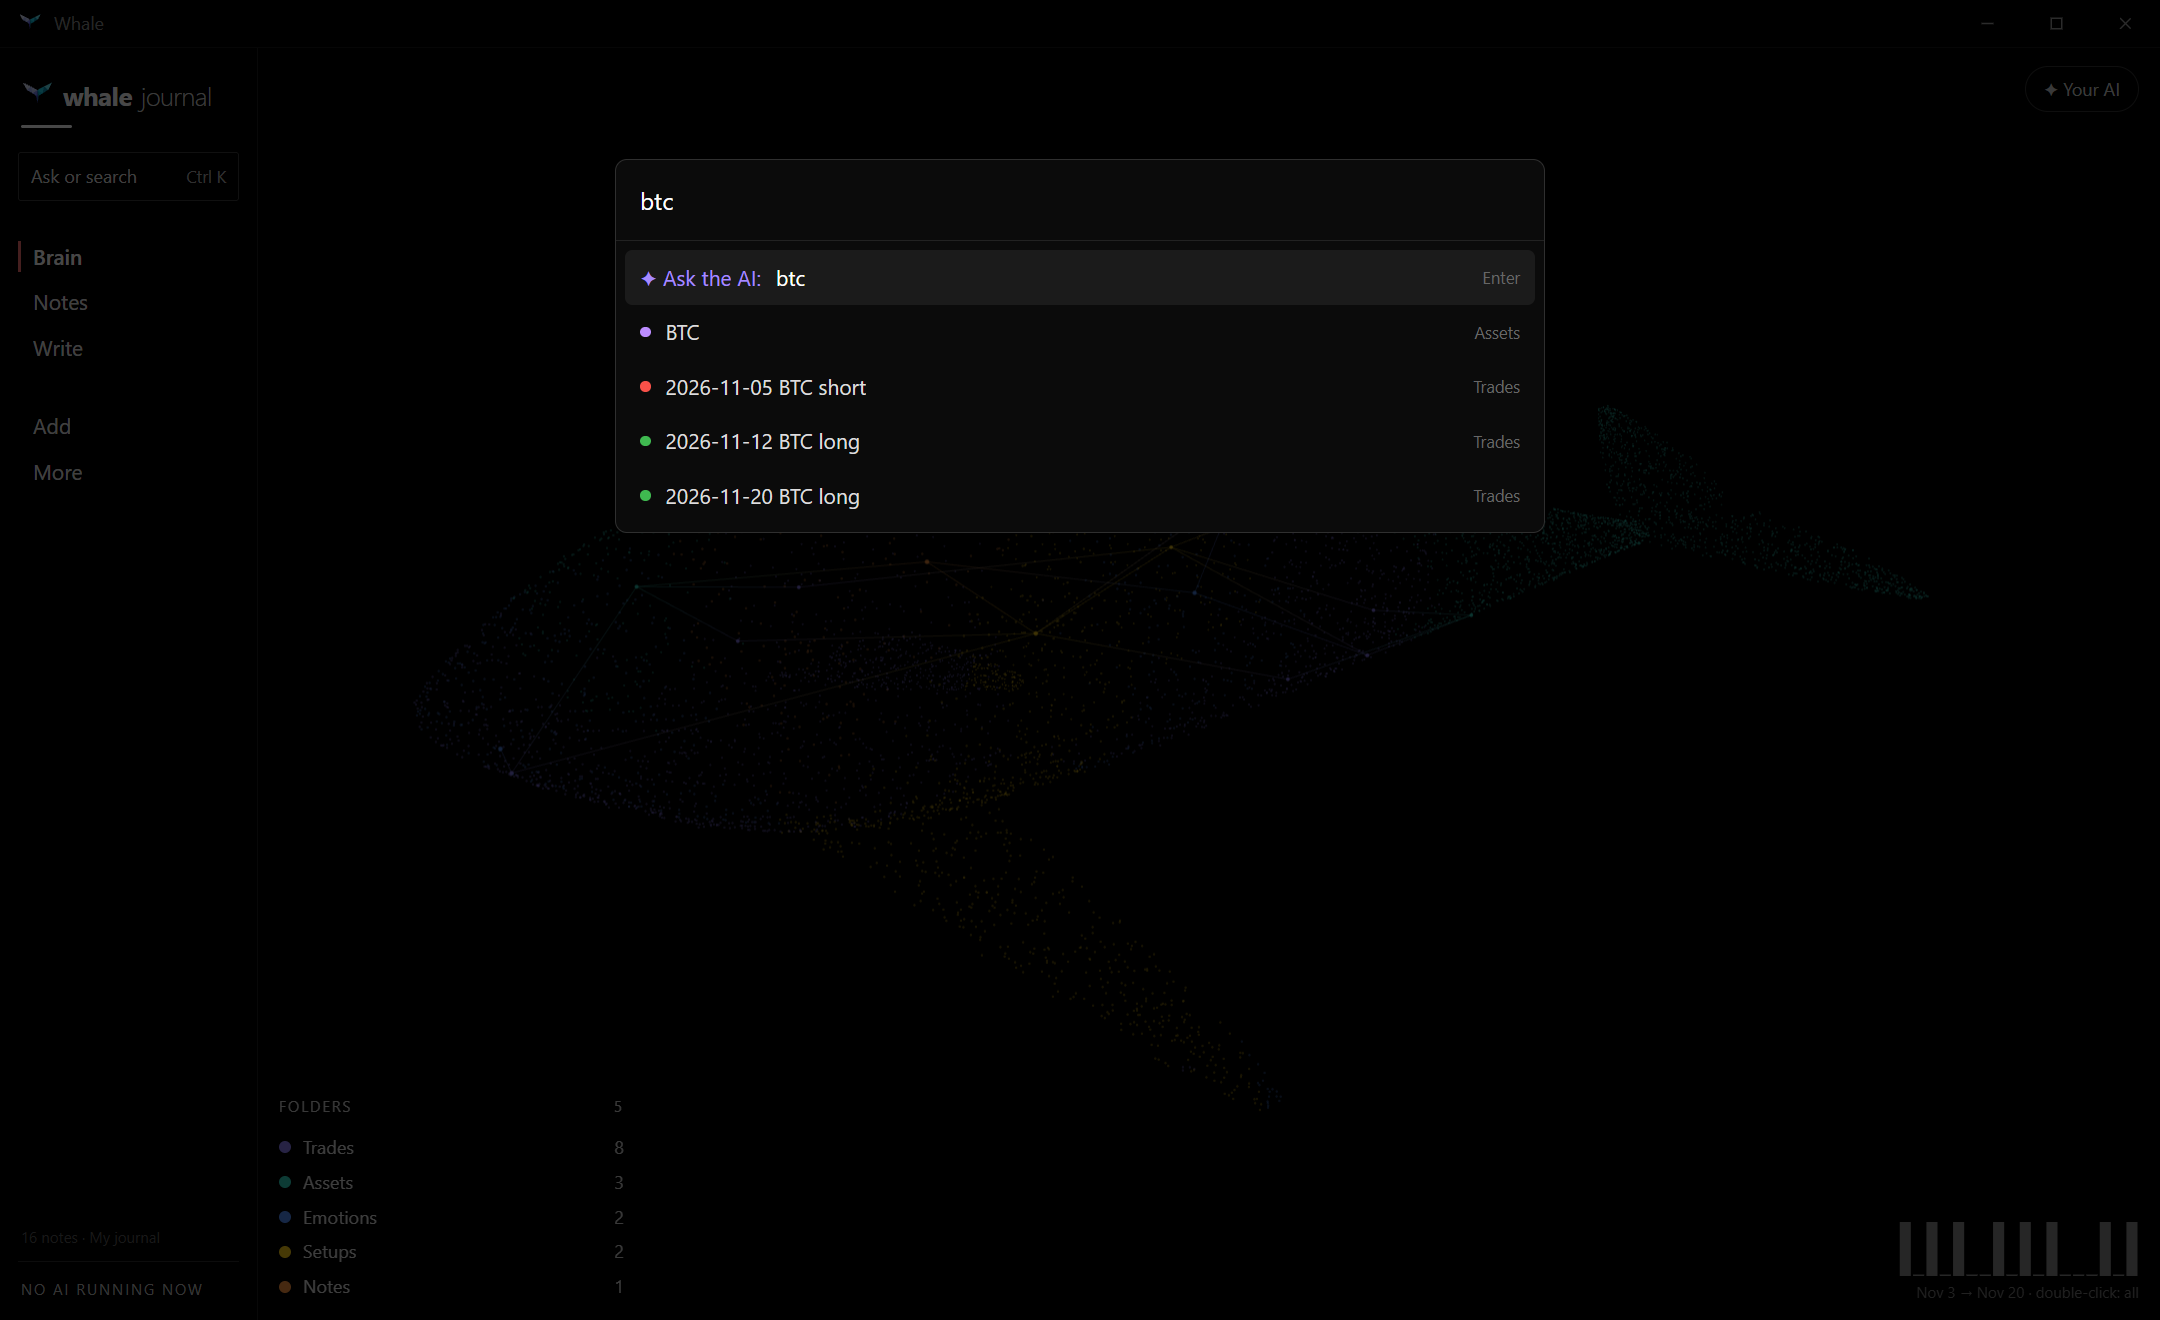 Whale
whale journal
✦ Your AI
Ask or search Ctrl K
Brain
Notes
Write
Add
More
btc
✦ Ask the AI: btc Enter
BTC Assets
2026-11-05 BTC short Trades
2026-11-12 BTC long Trades
2026-11-20 BTC long Trades
FOLDERS 5
Trades 8
Assets 3
Emotions 2
Setups 2
Notes 1
16 notes · My journal
NO AI RUNNING NOW
Nov 3 → Nov 20 · double-click: all